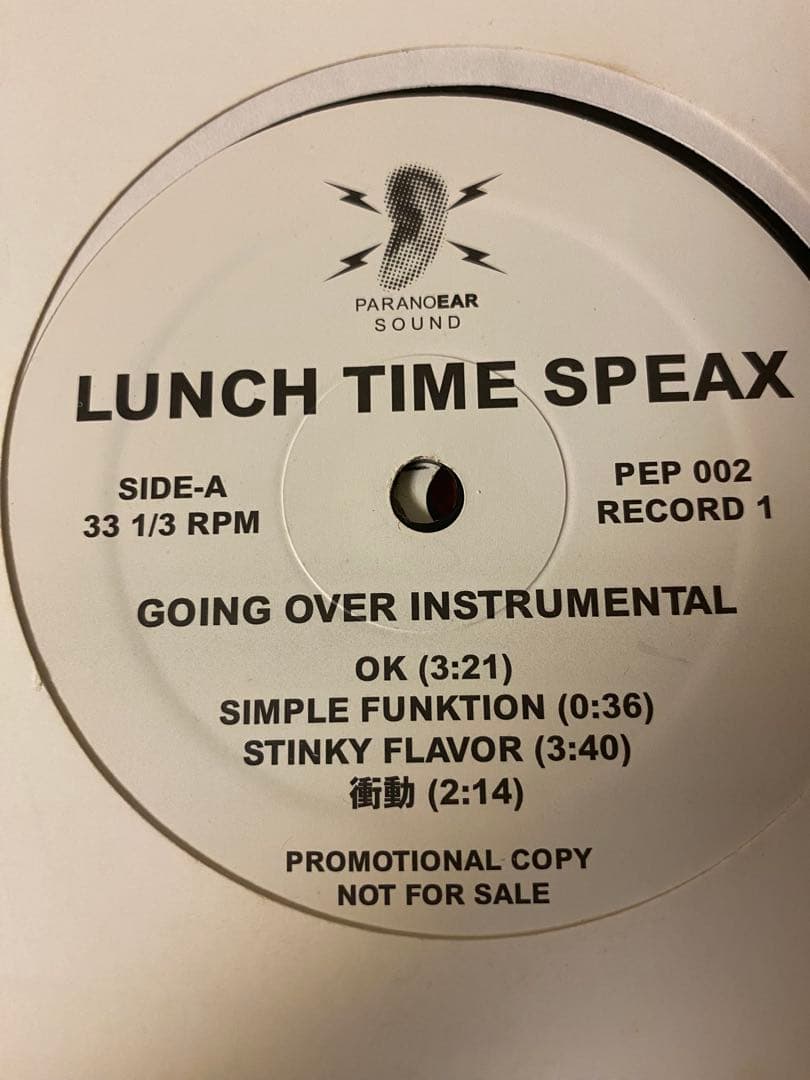 PARANOEAR
SOUND
LUNCH TIME SPEAX
SIDE-A
33 1/3 RPM
PEP 002
RECORD 1
GOING OVER INSTRUMENTAL
OK (3:21)
SIMPLE FUNKTION (0:36)
STINKY FLAVOR (3:40)
衝動 (2:14)
PROMOTIONAL COPY
NOT FOR SALE